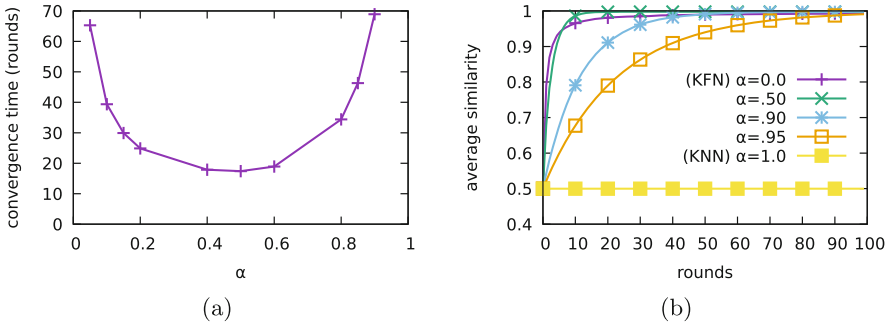 convergence time (rounds)
70
60
50
40
30
20
10
0
0
0.2
0.4
0.6
0.8
1
α
(a)
average similarity
1
0.9
0.8
0.7
0.6
0.5
0.4
(KFN) α=0.0
α=.50
α=.90
α=.95
(KNN) α=1.0
0 10 20 30 40 50 60 70 80 90 100
rounds
(b)